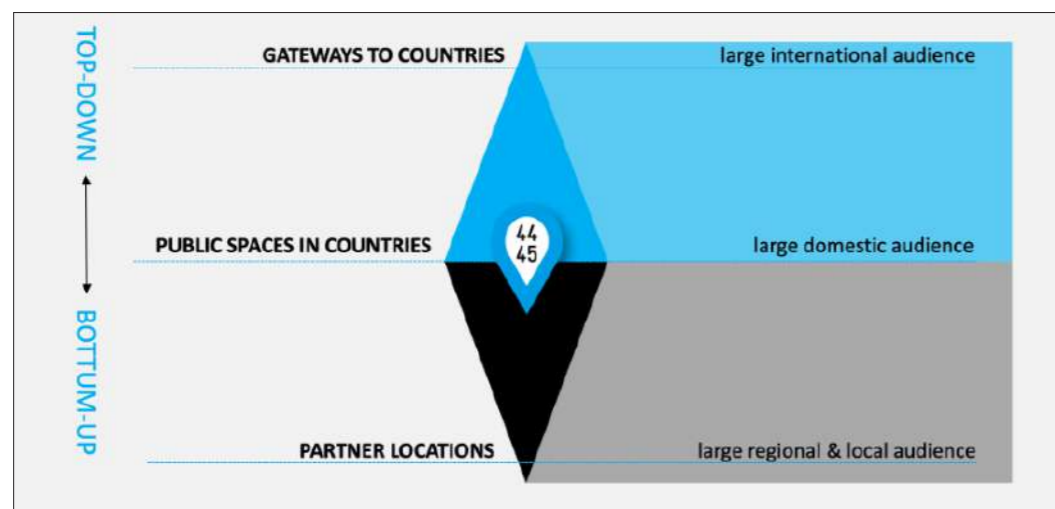 TOP-DOWN
GATEWAYS TO COUNTRIES
large international audience
44
45
PUBLIC SPACES IN COUNTRIES
large domestic audience
BOTTUM-UP
PARTNER LOCATIONS
large regional & local audience